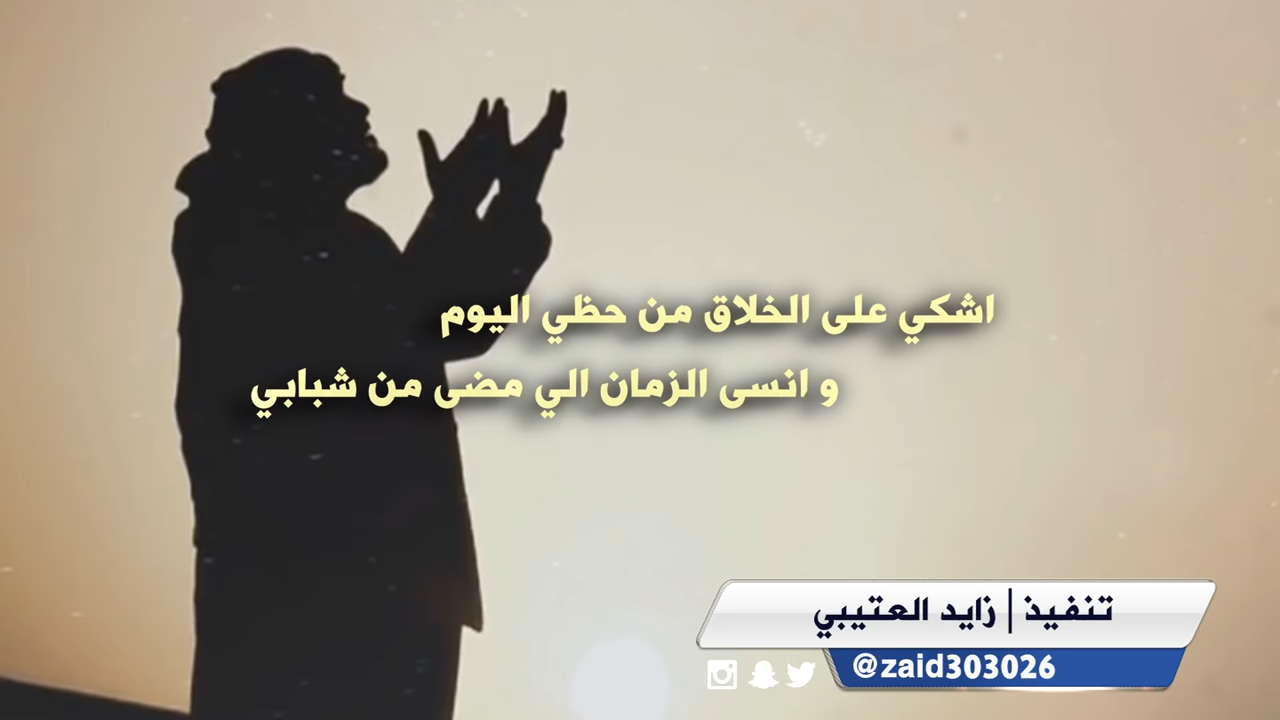 اشكي على الخلاق من حظي اليوم
و انسى الزمان الي مضى من شبابي
تنفيذ | زايد العتيبي
@zaid303026